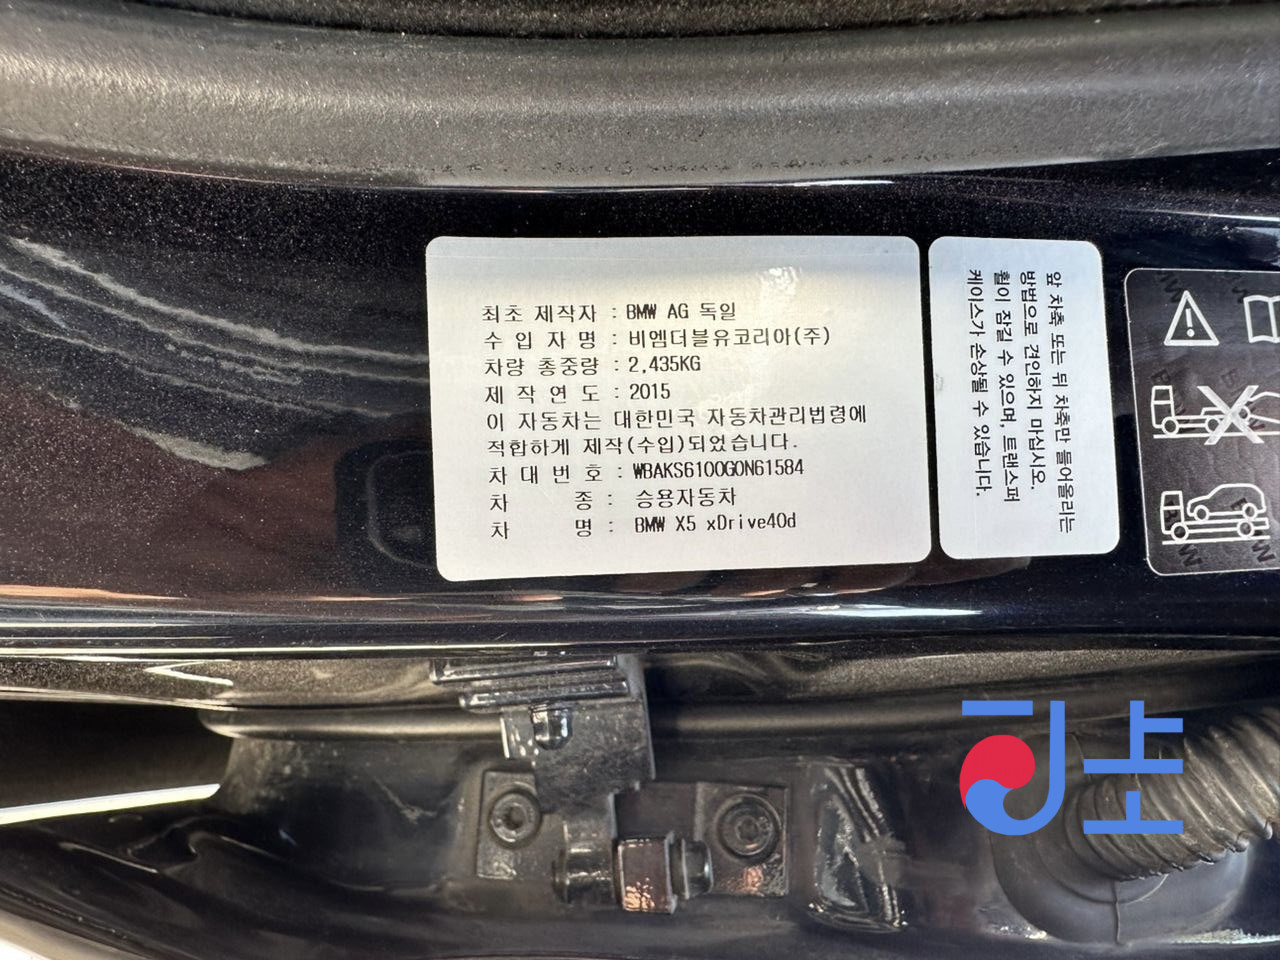 최초 제작자 : BMW AG 독일
수 입 자 명 : 비엠더블유코리아(주)
차량 총중량 : 2,435KG
제 작 연 도 : 2015
이 자동차는 대한민국 자동차관리법령에
적합하게 제작(수입)되었습니다.
차 대 번 호 : WBAKS6100G0N61584
차 종 : 승용자동차
차 명 : BMW X5 xDrive40d
앞 차축 또는 뒤 차축만 들어올리는
방법으로 견인하지 마십시오.
휠이 잠길 수 있으며, 트랜스퍼
케이스가 손상될 수 있습니다.